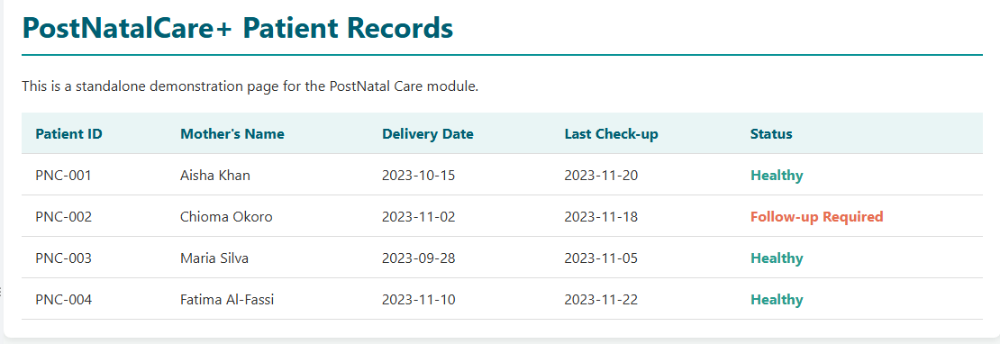 PostNatalCare+ Patient Records
This is a standalone demonstration page for the PostNatal Care module.
Patient ID Mother's Name Delivery Date Last Check-up Status
PNC-001 Aisha Khan 2023-10-15 2023-11-20 Healthy
PNC-002 Chioma Okoro 2023-11-02 2023-11-18 Follow-up Required
PNC-003 Maria Silva 2023-09-28 2023-11-05 Healthy
PNC-004 Fatima Al-Fassi 2023-11-10 2023-11-22 Healthy